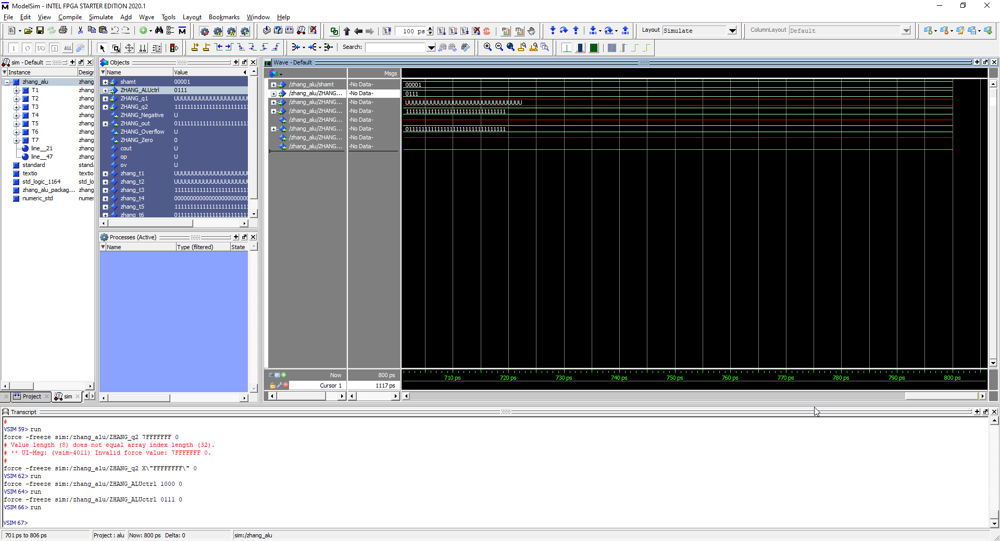 ModelSim - INTEL FPGA STARTER EDITION 2020.1
File Edit View Compile Simulate Add Wave Tools Layout Bookmarks Window Help
100 ps
Layout Simulate
ColumnLayout Default
Search:
sim - Default
Instance Design
zhang_alu zhang
T1 zhang
T2 zhang
T3 zhang
T4 zhang
T5 zhang
T6 zhang
T7 zhang
line__21 zhang
line__47 zhang
standard stand
textio textio
std_logic_1164 std_lo
zhang_alu_packag... zhang
numeric_std numer
Project
sim
Objects
Name Value
shamt 00001
ZHANG_ALUctrl 0111
ZHANG_q1 UUUUUUUUUUUUUUUUUUUUUUU
ZHANG_q2 11111111111111111111111
ZHANG_Negative U
ZHANG_out 01111111111111111111111
ZHANG_Overflow U
ZHANG_Zero 0
cout U
op U
ov U
zhang_t1 UUUUUUUUUUUUUUUUUUUUUUU
zhang_t2 UUUUUUUUUUUUUUUUUUUUUUU
zhang_t3 11111111111111111111111
zhang_t4 00000000000000000000000
zhang_t5 11111111111111111111111
zhang_t6 01111111111111111111111
Processes (Active)
Name Type (filtered) State
Wave - Default
Msgs
/zhang_alu/shamt -No Data- 00001
/zhang_alu/ZHANG... -No Data- 0111
/zhang_alu/ZHANG... -No Data- UUUUUUUUUUUUUUUUUUUUUUUUUUUUUUUU
/zhang_alu/ZHANG... -No Data- 11111111111111111111111111111111
/zhang_alu/ZHANG... -No Data-
/zhang_alu/ZHANG... -No Data- 01111111111111111111111111111111
/zhang_alu/ZHANG... -No Data-
/zhang_alu/ZHANG... -No Data-
Now 800 ps
710 ps 720 ps 730 ps 740 ps 750 ps 760 ps 770 ps 780 ps 790 ps 800 ps
Cursor 1 1117 ps
Transcript
#
VSIM 59> run
force -freeze sim:/zhang_alu/ZHANG_q2 7FFFFFFF 0
# Value length (8) does not equal array index length (32).
# ** UI-Msg: (vsim-4011) Invalid force value: 7FFFFFFF 0.
#
force -freeze sim:/zhang_alu/ZHANG_q2 X\"FFFFFFFF\" 0
VSIM 62> run
force -freeze sim:/zhang_alu/ZHANG_ALUctrl 1000 0
VSIM 64> run
force -freeze sim:/zhang_alu/ZHANG_ALUctrl 0111 0
VSIM 66> run
VSIM 67>
701 ps to 806 ps Project : alu Now: 800 ps Delta: 0 sim:/zhang_alu